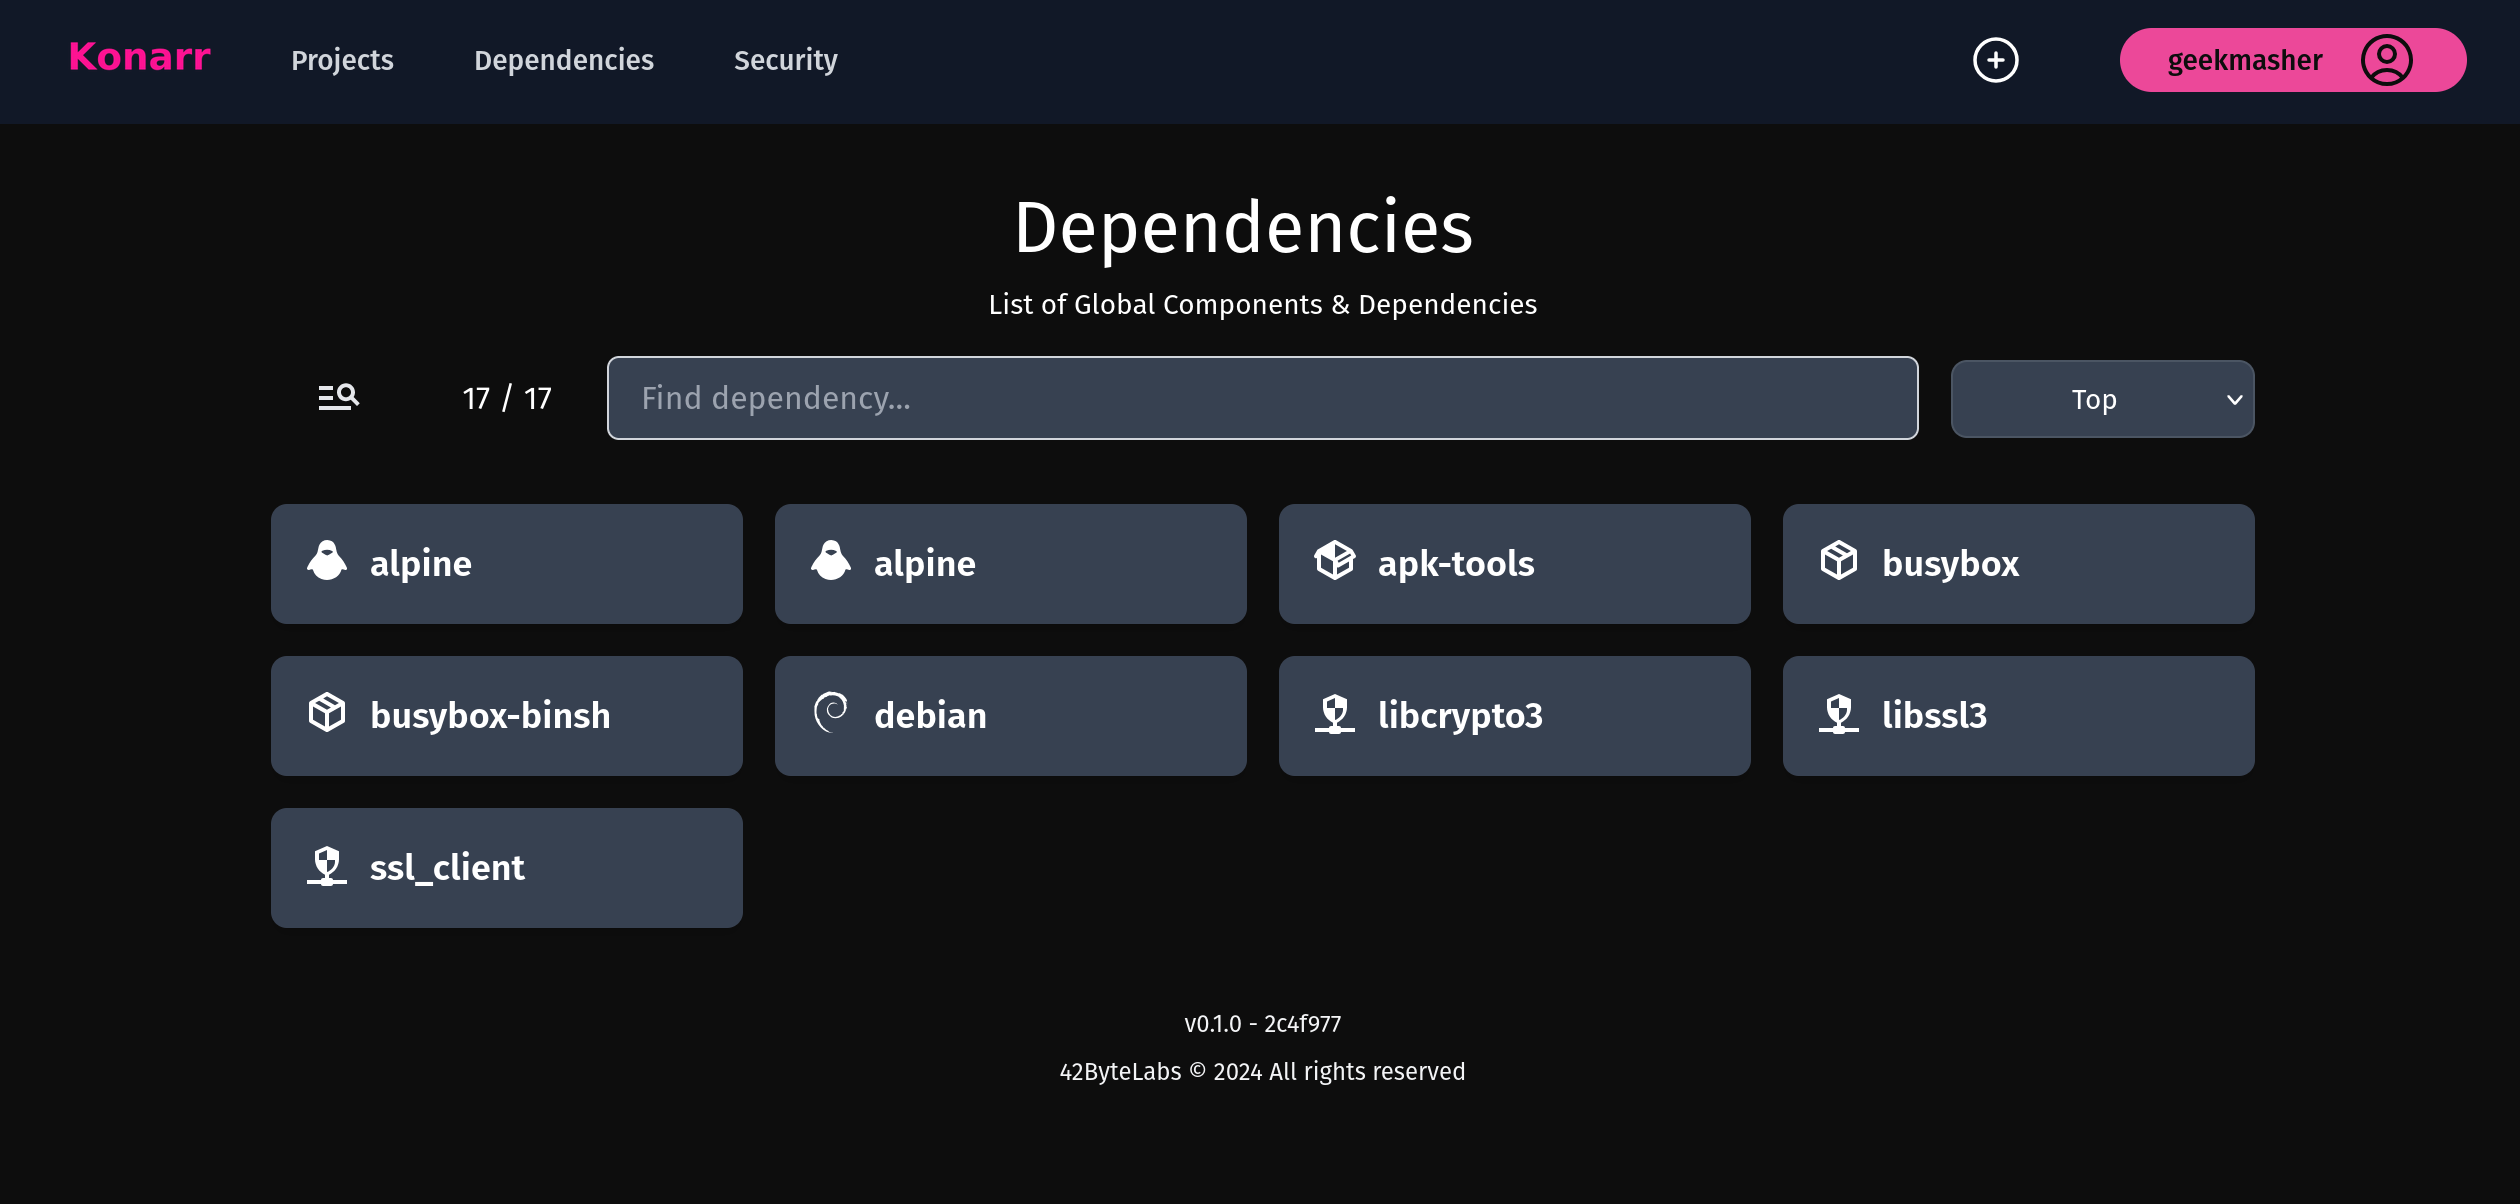 Konarr Projects Dependencies Security geekmasher
Dependencies
List of Global Components & Dependencies
17 / 17 Find dependency... Top
alpine alpine apk-tools busybox
busybox-binsh debian libcrypto3 libssl3
ssl_client
v0.1.0 - 2c4f977
42ByteLabs © 2024 All rights reserved